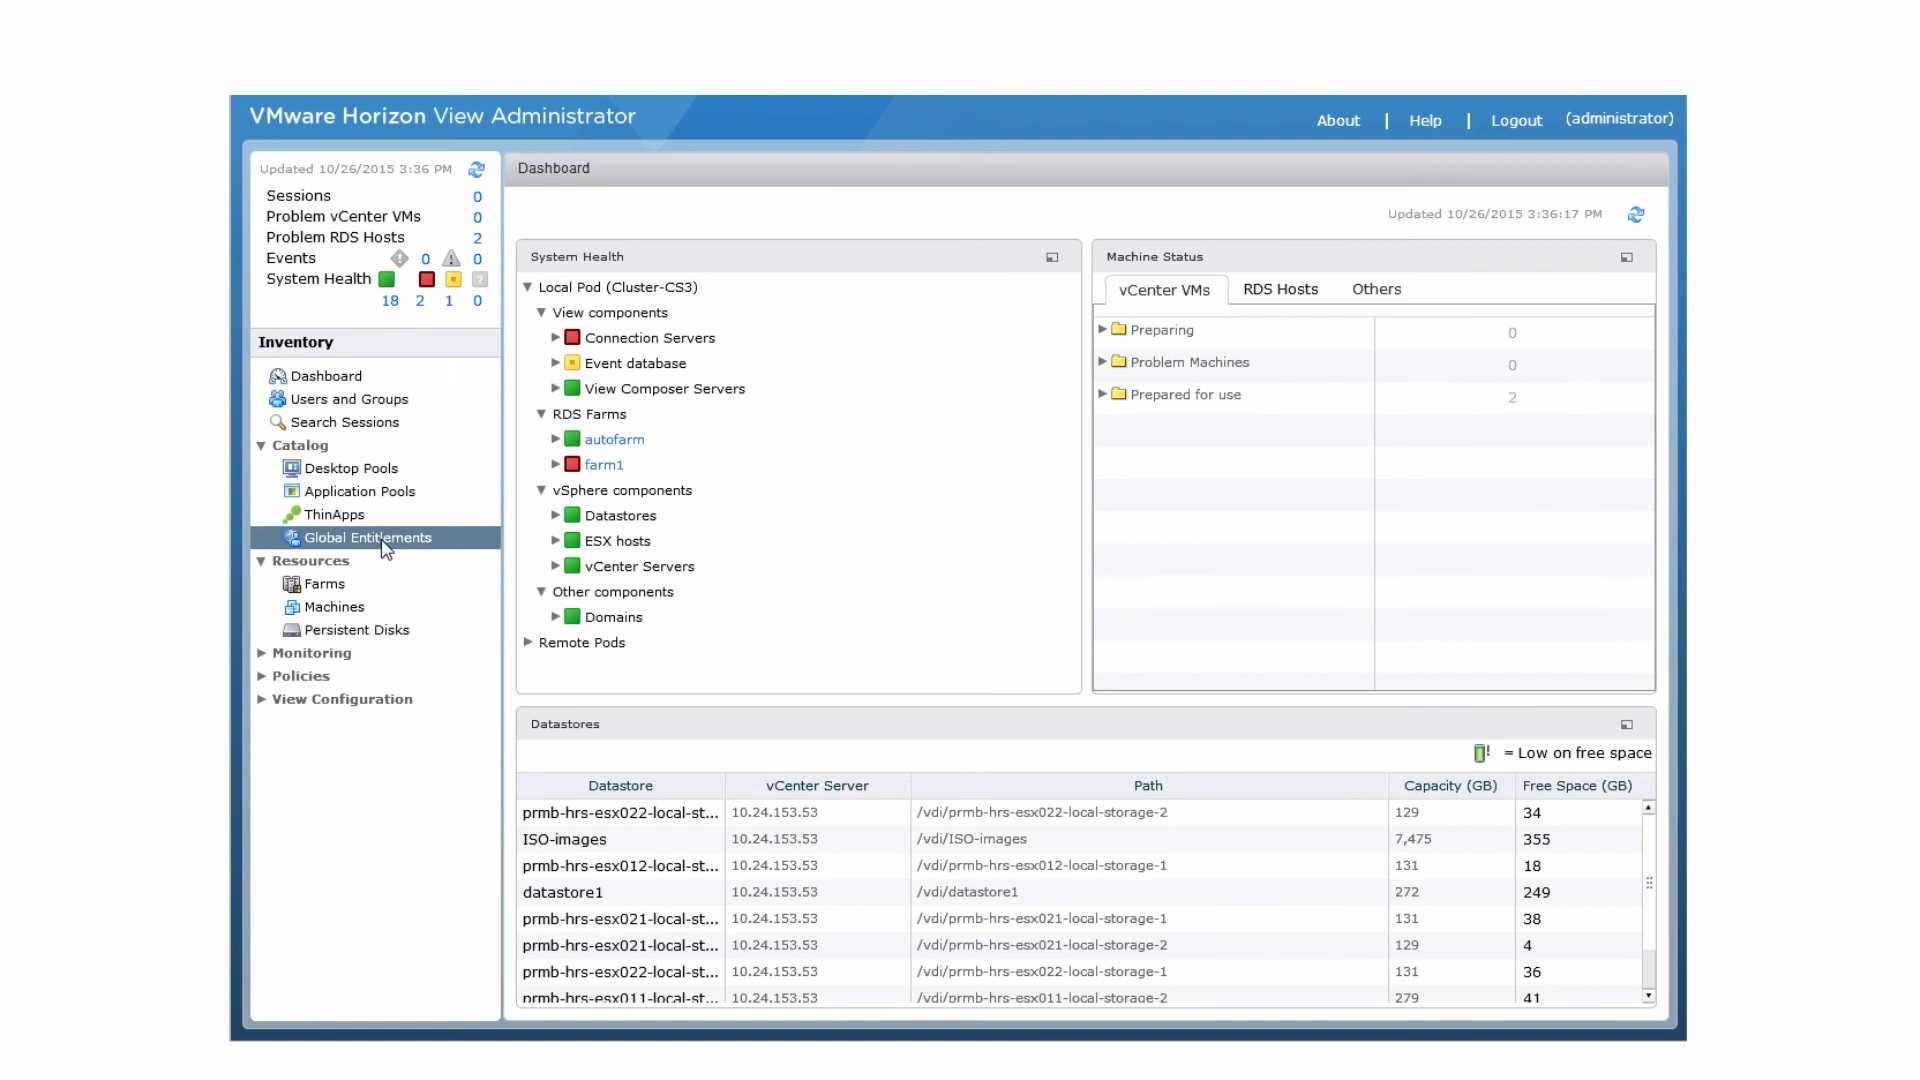 VMware Horizon View Administrator
About | Help | Logout (administrator)
Updated 10/26/2015 3:36 PM
Sessions 0
Problem vCenter VMs 0
Problem RDS Hosts 2
Events 0 0
System Health
18 2 1 0
Inventory
Dashboard
Users and Groups
Search Sessions
Catalog
Desktop Pools
Application Pools
ThinApps
Global Entitlements
Resources
Farms
Machines
Persistent Disks
Monitoring
Policies
View Configuration
Dashboard
Updated 10/26/2015 3:36:17 PM
System Health
Local Pod (Cluster-CS3)
View components
Connection Servers
Event database
View Composer Servers
RDS Farms
autofarm
farm1
vSphere components
Datastores
ESX hosts
vCenter Servers
Other components
Domains
Remote Pods
Machine Status
vCenter VMs RDS Hosts Others
Preparing 0
Problem Machines 0
Prepared for use 2
Datastores
= Low on free space
Datastore vCenter Server Path Capacity (GB) Free Space (GB)
prmb-hrs-esx022-local-st... 10.24.153.53 /vdi/prmb-hrs-esx022-local-storage-2 129 34
ISO-images 10.24.153.53 /vdi/ISO-images 7,475 355
prmb-hrs-esx012-local-st... 10.24.153.53 /vdi/prmb-hrs-esx012-local-storage-1 131 18
datastore1 10.24.153.53 /vdi/datastore1 272 249
prmb-hrs-esx021-local-st... 10.24.153.53 /vdi/prmb-hrs-esx021-local-storage-1 131 38
prmb-hrs-esx021-local-st... 10.24.153.53 /vdi/prmb-hrs-esx021-local-storage-2 129 4
prmb-hrs-esx022-local-st... 10.24.153.53 /vdi/prmb-hrs-esx022-local-storage-1 131 36
prmb-hrs-esx011-local-st... 10.24.153.53 /vdi/prmb-hrs-esx011-local-storage-2 279 41